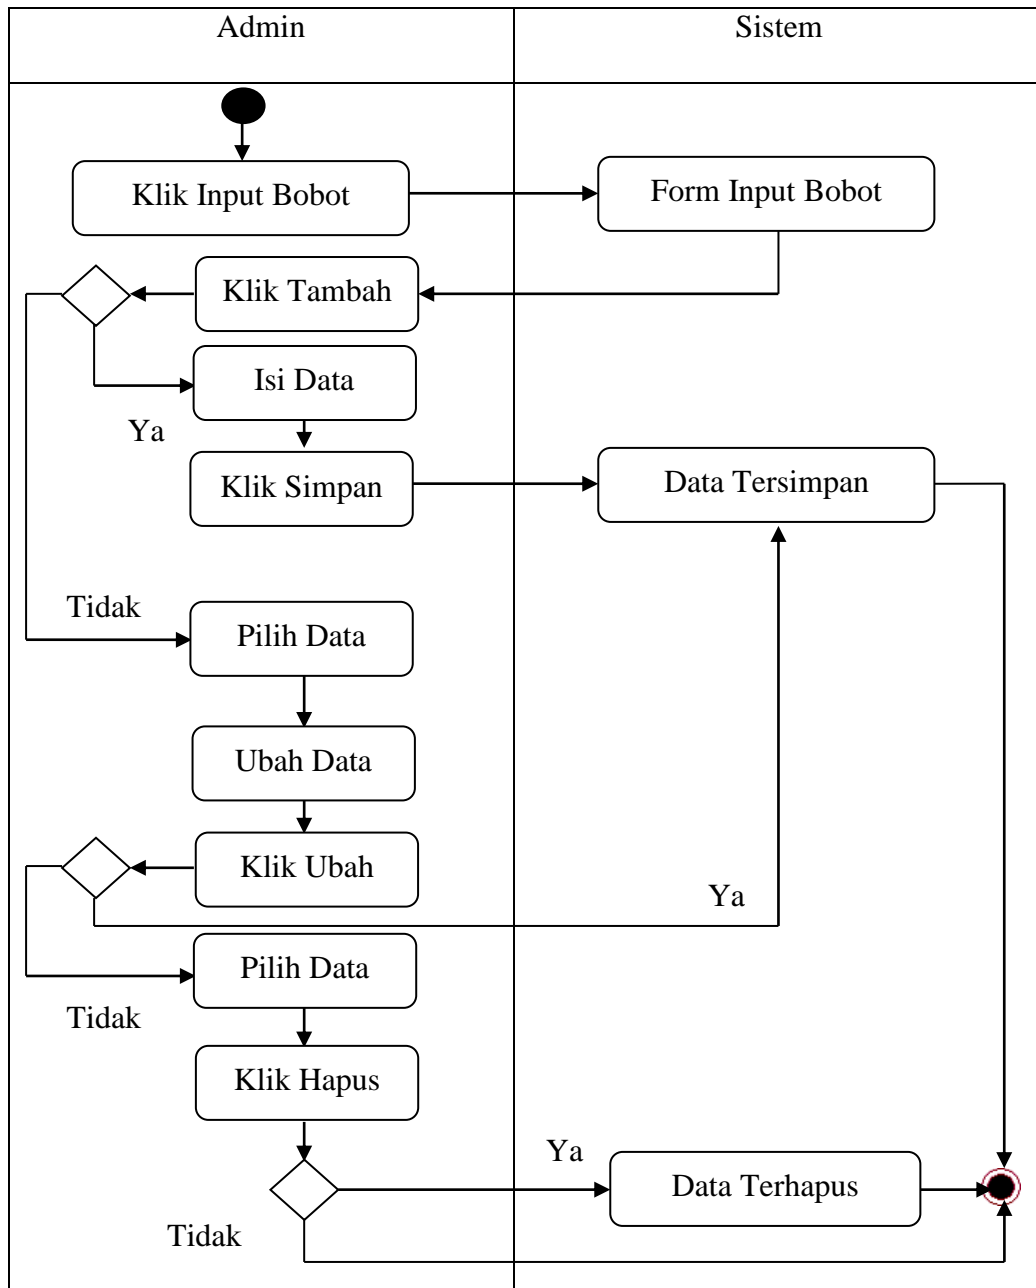 Admin
Sistem
Klik Input Bobot
Form Input Bobot
Klik Tambah
Isi Data
Ya
Klik Simpan
Data Tersimpan
Tidak
Pilih Data
Ubah Data
Klik Ubah
Ya
Pilih Data
Tidak
Klik Hapus
Ya
Data Terhapus
Tidak